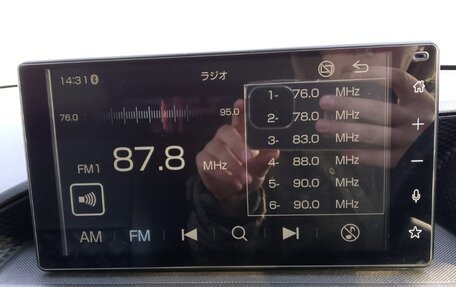 14:31
ラジオ
76.0
95.0
FM1
87.8 MHz
1- 76.0 MHz
2- 78.0 MHz
3- 83.0 MHz
4- 88.0 MHz
5- 90.0 MHz
6- 90.0 MHz
AM
FM